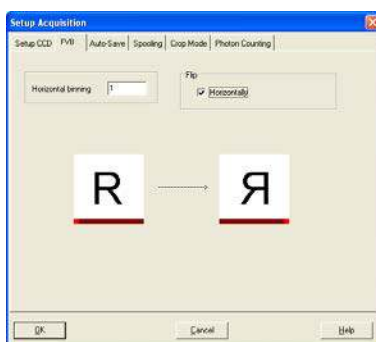 Setup Acquisition
Setup CCD FVB Auto-Save Spooling Crop Mode Photon Counting
Horizontal binning 1
Flip
Horizontally
R Я
OK Cancel Help